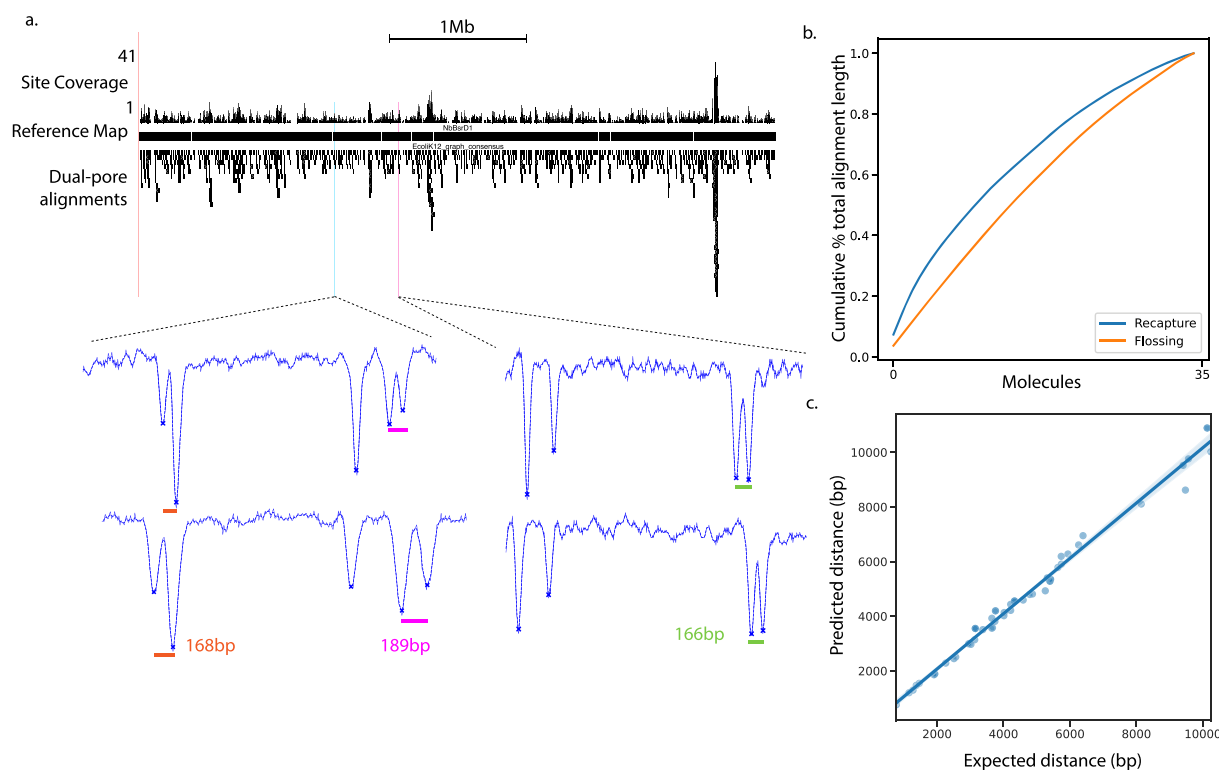 a.
1Mb
41
Site Coverage
1
Reference Map
NbBsrD1
EcoliK12_graph_consensus
Dual-pore
alignments
168bp
189bp
166bp
b.
Cumulative % total alignment length
1.0
0.8
0.6
0.4
0.2
0.0
Recapture
Flossing
0
35
Molecules
c.
Predicted distance (bp)
10000
8000
6000
4000
2000
2000
4000
6000
8000
10000
Expected distance (bp)